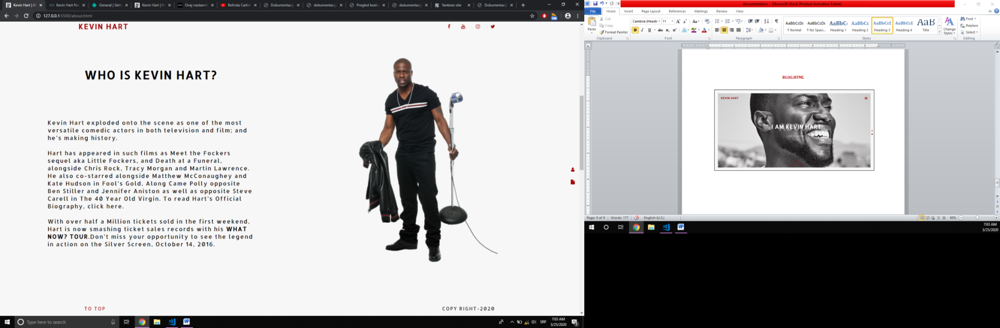 Kevin Hart | Al
Kevin Hart Nat
General | Setti
Kevin Hart | Ho
Ovaj nastavnik
Belinda Carlisle
Dokumentacija
dokumentacija
Pregled bodov
dokumentacija
Yankees site
Dokumentacija
127.0.0.1:5500/about.html
KEVIN HART
WHO IS KEVIN HART?
Kevin Hart exploded onto the scene as one of the most
versatile comedic actors in both television and film; and
he's making history.
Hart has appeared in such films as Meet the Fockers
sequel aka Little Fockers, and Death at a Funeral,
alongside Chris Rock, Tracy Morgan and Martin Lawrence.
He also co-starred alongside Matthew McConaughey and
Kate Hudson in Fool's Gold, Along Came Polly opposite
Ben Stiller and Jennifer Aniston as well as opposite Steve
Carell in The 40 Year Old Virgin. To read Hart's Official
Biography, click here.
With over half a Million tickets sold in the first weekend,
Hart is now smashing ticket sales records with his WHAT
NOW? TOUR.Don't miss your opportunity to see the legend
in action on the Silver Screen, October 14, 2016.
TO TOP
COPY RIGHT-2020
Type here to search
SRP
7:03 AM
3/25/2020
documentation - Microsoft Word (Product Activation Failed)
File Home Insert Page Layout References Mailings Review View
Paste
Cut
Copy
Format Painter
Clipboard
Cambria (Headi 11
Font
Paragraph
AaBbCcDc AaBbCcDc AaBbC AaBbCc AaBbCcI AaBbCcE AaB
¶ Normal ¶ No Spaci... Heading 1 Heading 2 Heading 3 Heading 4 Title
Styles
Change
Styles
Find
Replace
Select
Editing
BLOG.HTML
KEVIN HART
I AM KEVIN HART
Page: 9 of 9 Words: 177 English (U.S.) 90%
7:03 AM
3/25/2020